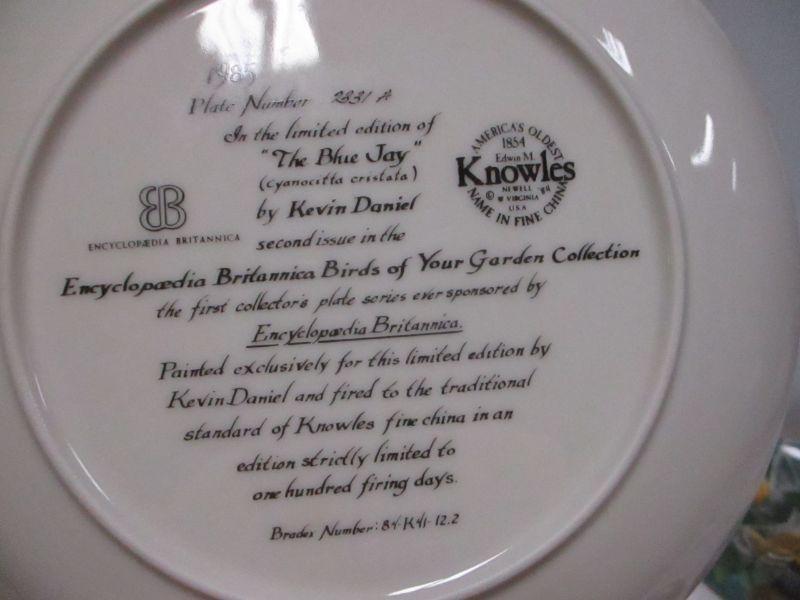 1985
Plate Number 2831 A
In the limited edition of
"The Blue Jay"
(cyanocitta cristata)
by Kevin Daniel
second issue in the
Encyclopædia Britannica Birds of Your Garden Collection
the first collector's plate series ever sponsored by
Encyclopædia Britannica.
Painted exclusively for this limited edition by
Kevin Daniel and fired to the traditional
standard of Knowles fine china in an
edition strictly limited to
one hundred firing days.
Bradex Number: 84-K41-12.2
EB
ENCYCLOPÆDIA BRITANNICA
AMERICA'S OLDEST
1854
Edwin M.
Knowles
NEWELL
© W VIRGINIA
U.S.A
NAME IN FINE CHINA